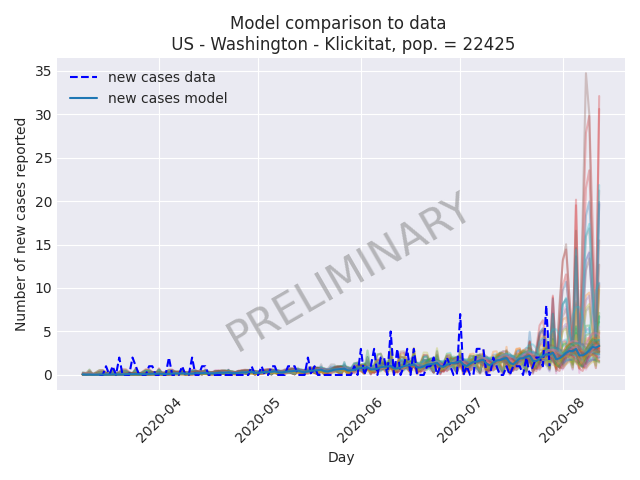 Model comparison to data
US - Washington - Klickitat, pop. = 22425
35
30
25
20
15
10
5
0
Number of new cases reported
new cases data
new cases model
PRELIMINARY
2020-04
2020-05
2020-06
2020-07
2020-08
Day